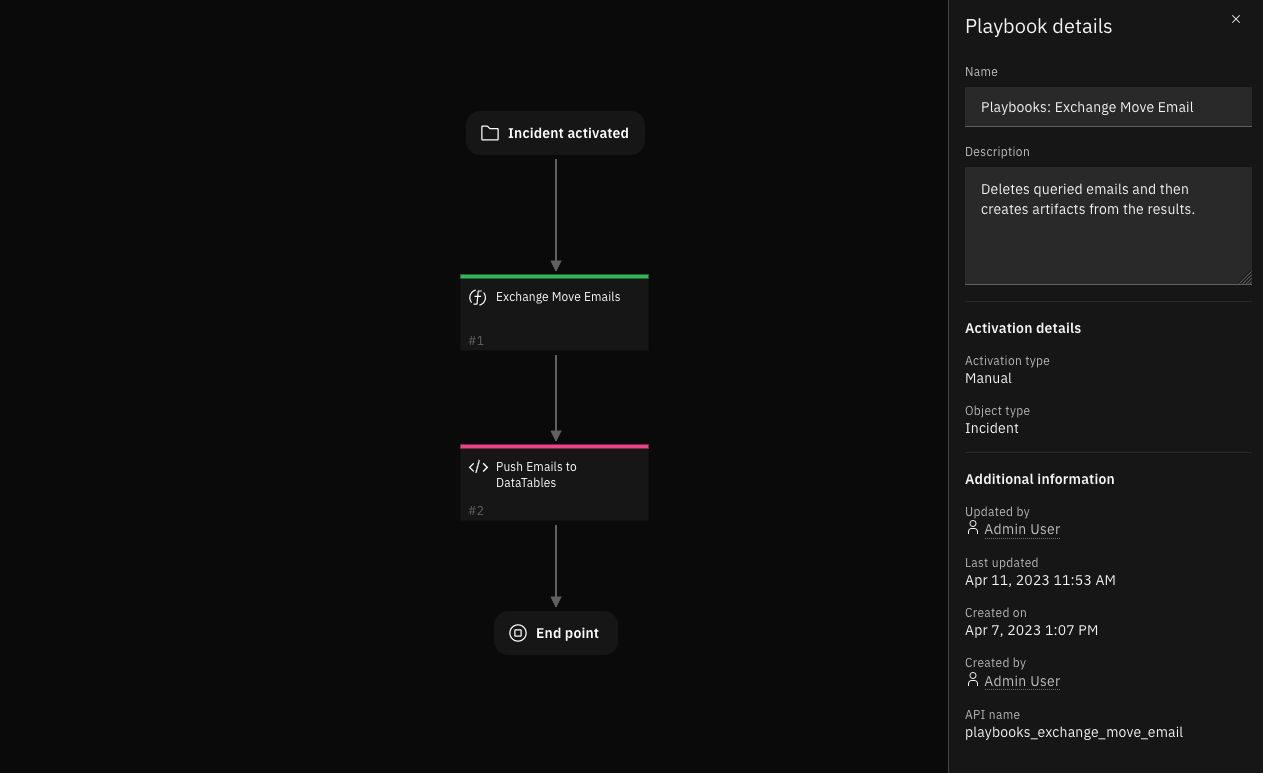 Incident activated
Exchange Move Emails
#1
Push Emails to
DataTables
#2
End point
Playbook details
Name
Playbooks: Exchange Move Email
Description
Deletes queried emails and then
creates artifacts from the results.
Activation details
Activation type
Manual
Object type
Incident
Additional information
Updated by
Admin User
Last updated
Apr 11, 2023 11:53 AM
Created on
Apr 7, 2023 1:07 PM
Created by
Admin User
API name
playbooks_exchange_move_email